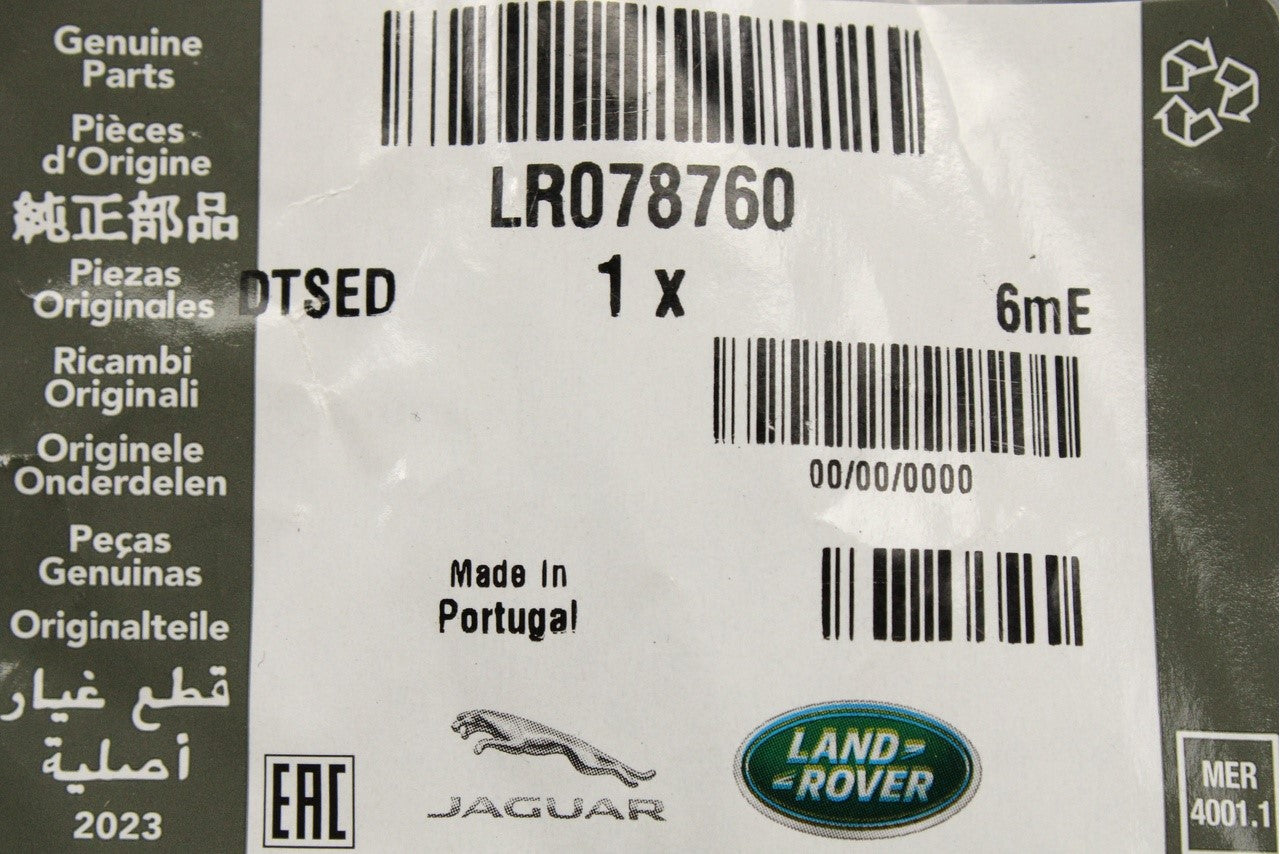 Genuine
Parts
Pièces
d'Origine
純正部品
Piezas
Originales
Ricambi
Originali
Originele
Onderdelen
Peças
Genuinas
Originalteile
قطع غيار
أصلية
2023
LR078760
DTSED
1 x
6mE
00/00/0000
Made In
Portugal
EAC
JAGUAR
LAND-
-ROVER
MER
4001.1